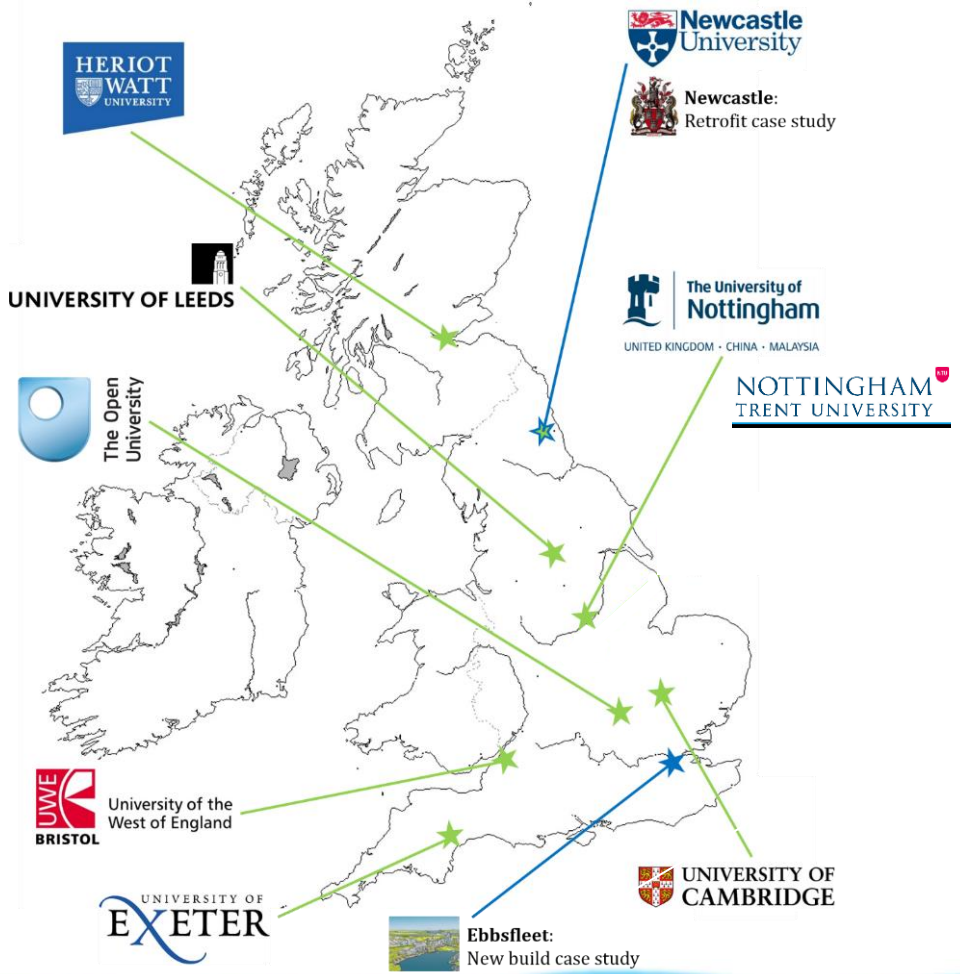 HERIOT
WATT
UNIVERSITY
Newcastle
University
Newcastle:
Retrofit case study
UNIVERSITY OF LEEDS
The University of
Nottingham
UNITED KINGDOM · CHINA · MALAYSIA
NOTTINGHAM
TRENT UNIVERSITY
NTU
The Open
University
UWE
BRISTOL
University of the
West of England
UNIVERSITY OF
EXETER
UNIVERSITY OF
CAMBRIDGE
Ebbsfleet:
New build case study